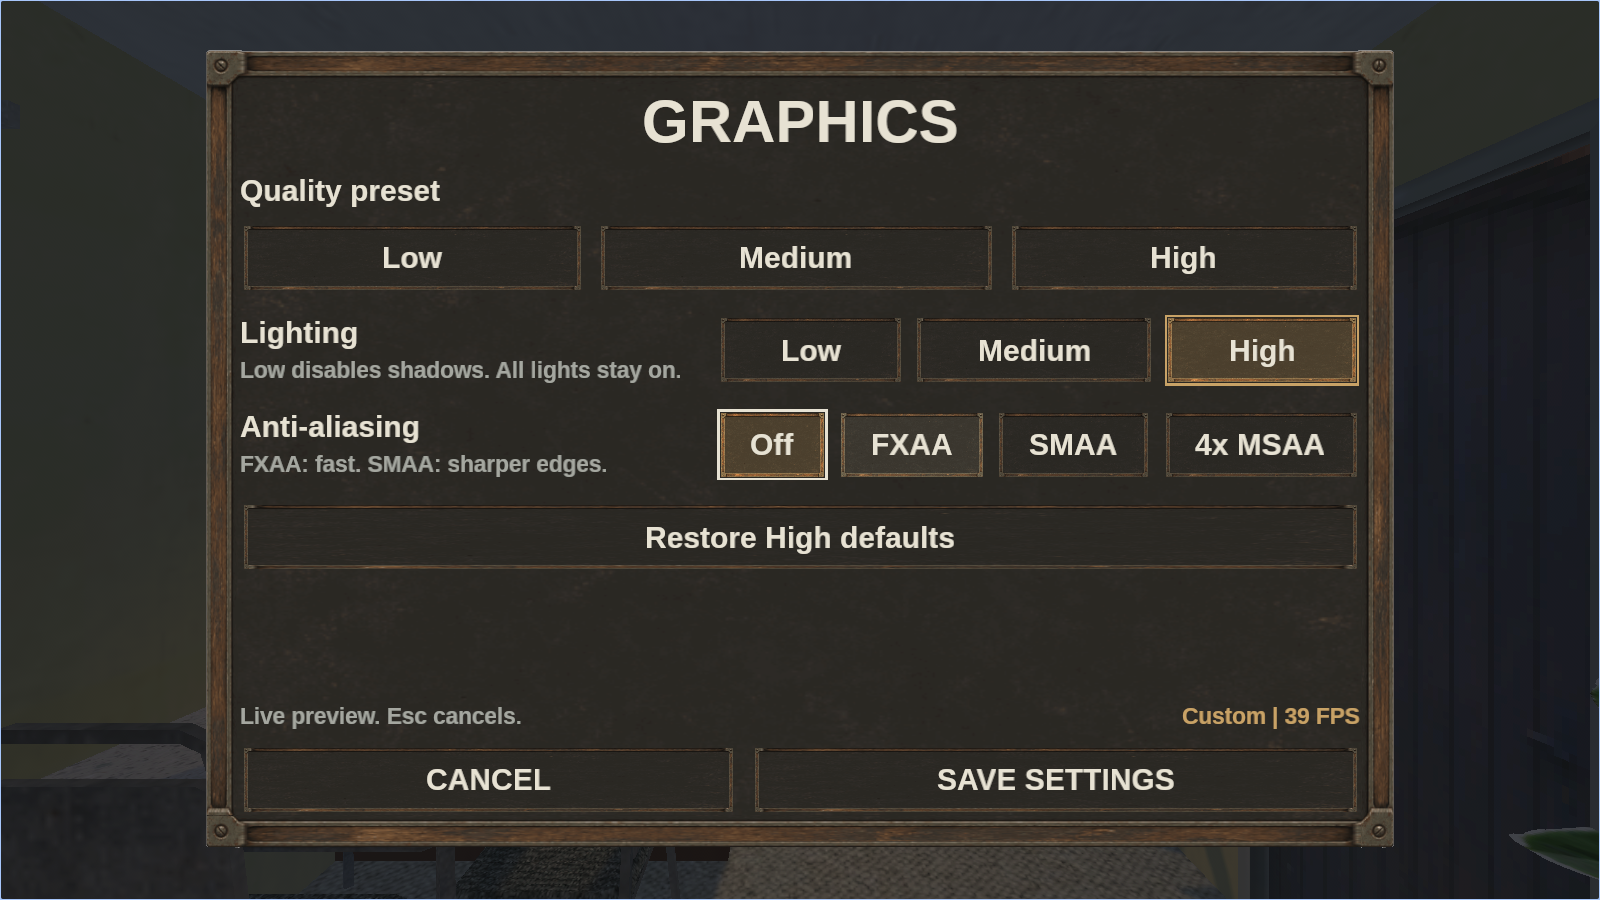 GRAPHICS
Quality preset
Low Medium High
Lighting
Low Medium High
Low disables shadows. All lights stay on.
Anti-aliasing
Off FXAA SMAA 4x MSAA
FXAA: fast. SMAA: sharper edges.
Restore High defaults
Live preview. Esc cancels. Custom | 39 FPS
CANCEL SAVE SETTINGS